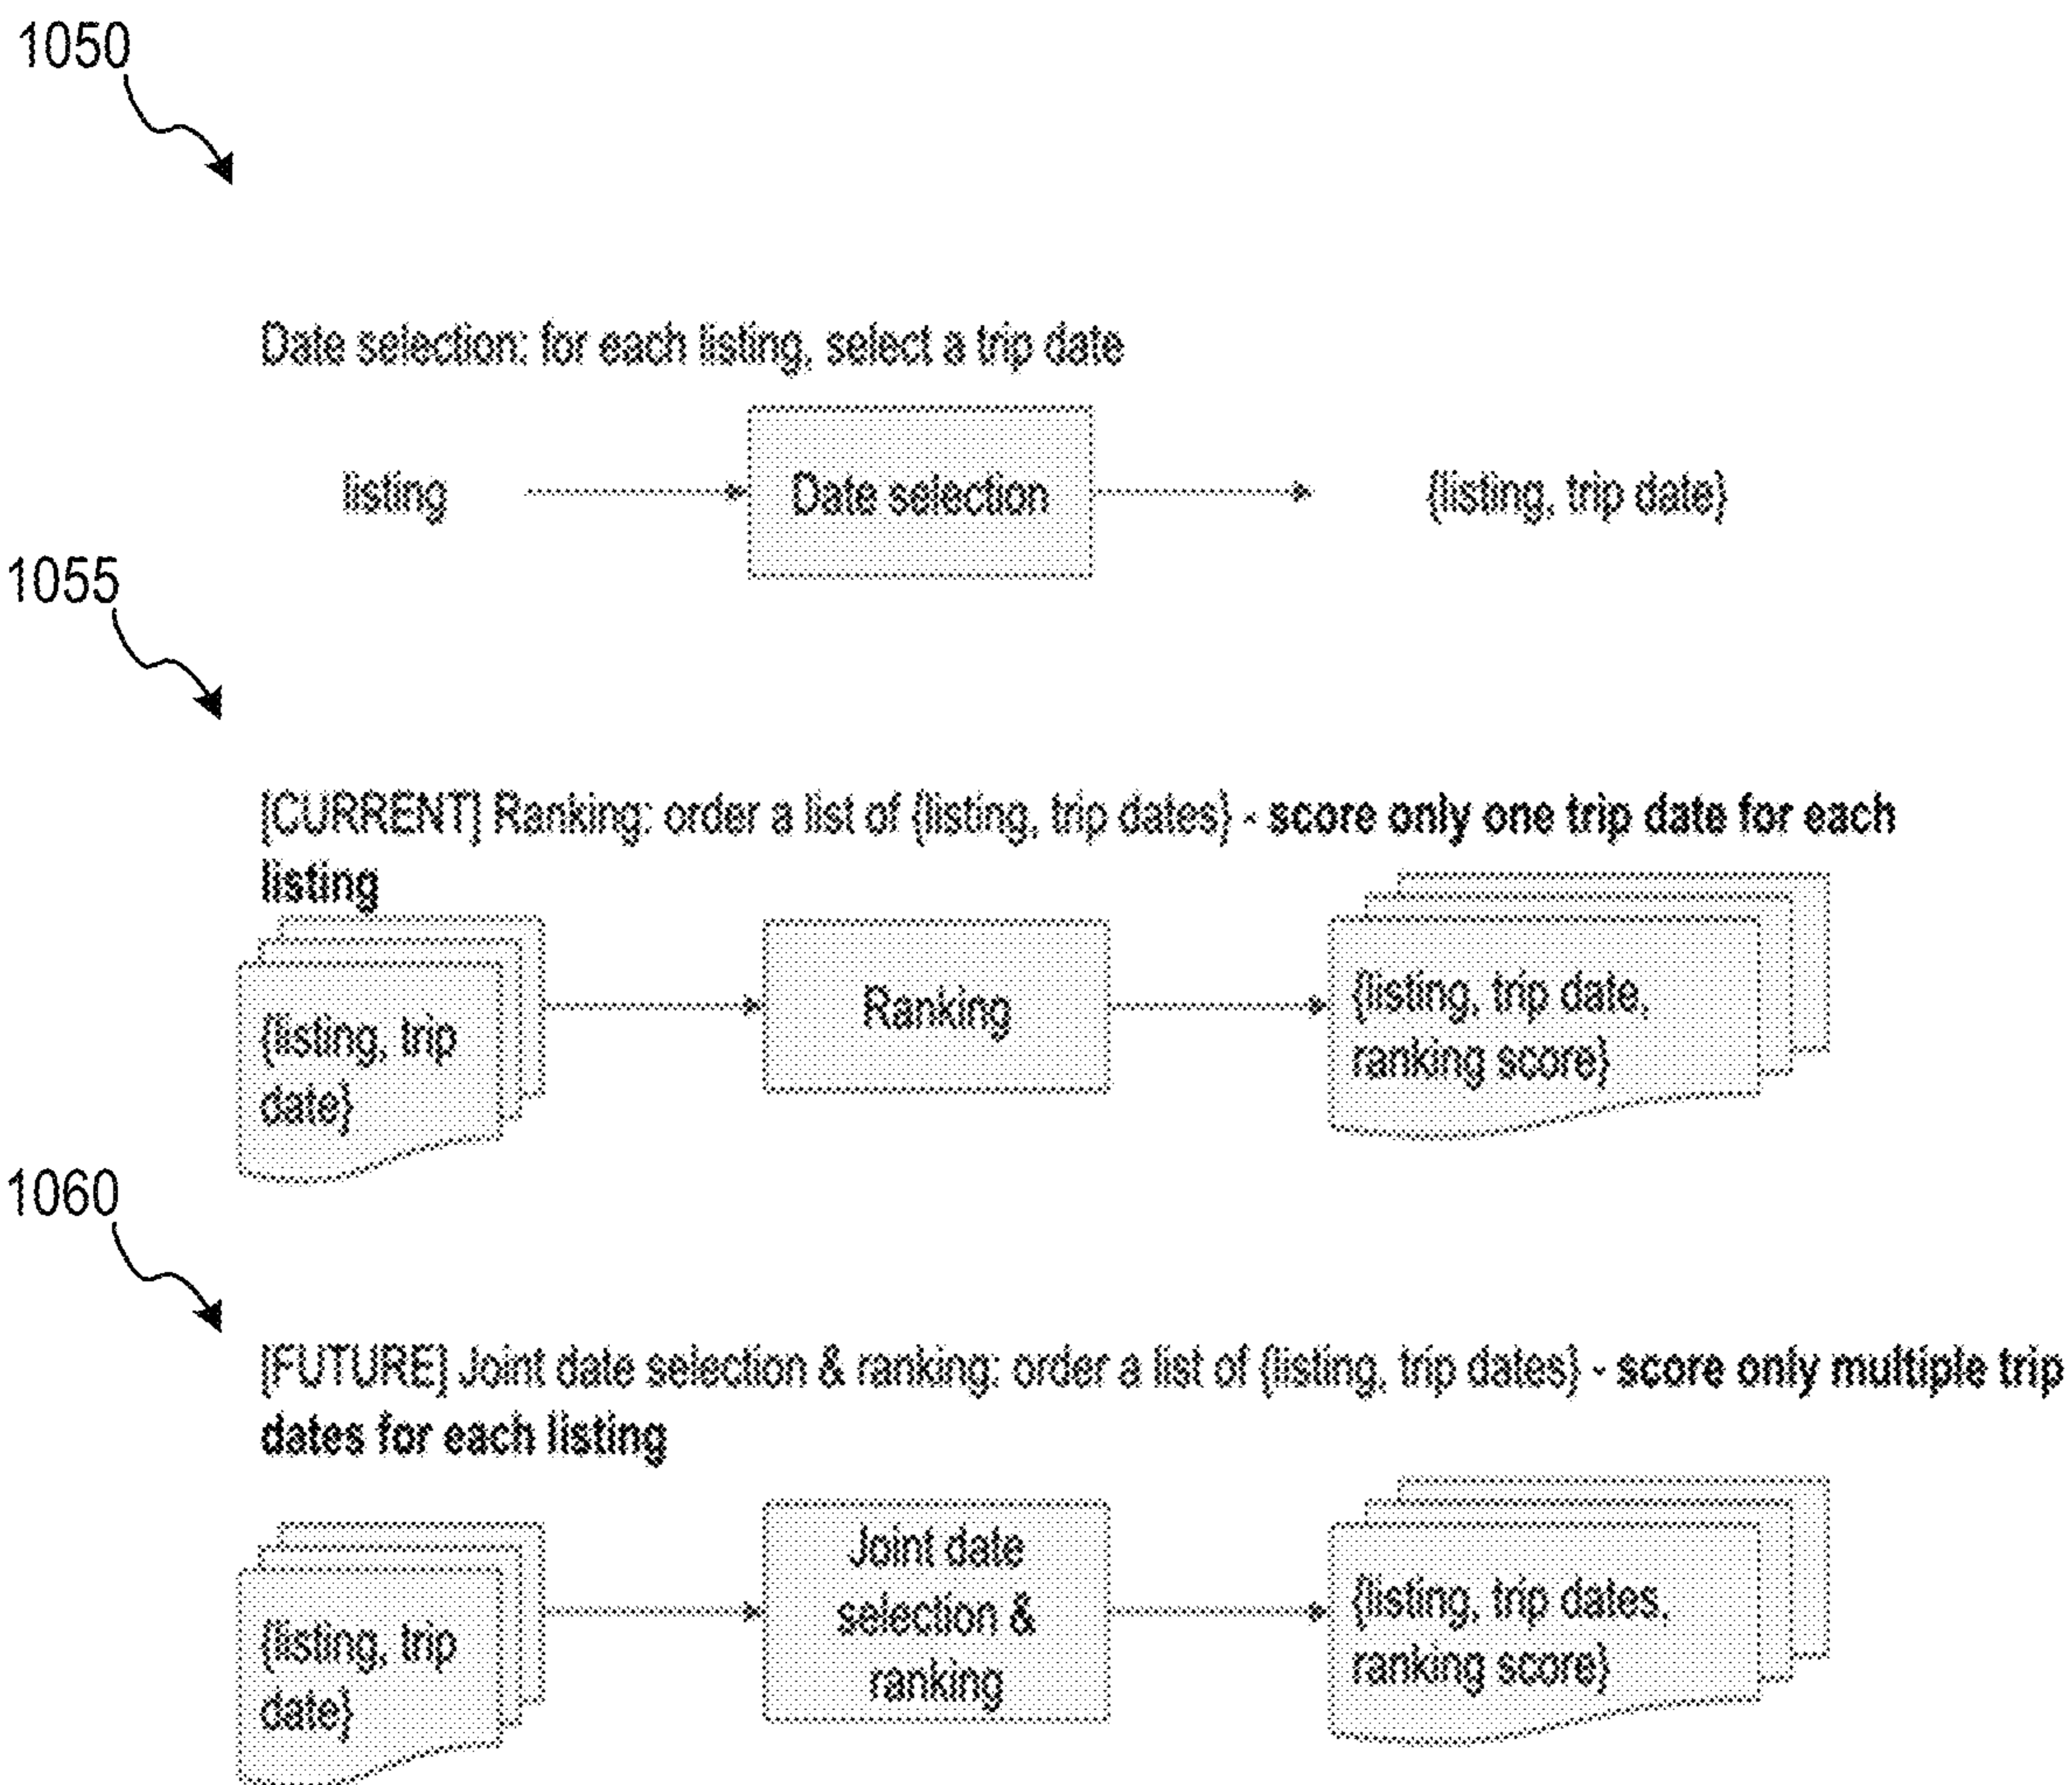 1050
Date selection: for each listing, select a trip date
listing
Date selection
{listing, trip date}
1055
[CURRENT] Ranking: order a list of {listing, trip dates} - score only one trip date for each
listing
{listing, trip
date}
Ranking
{listing, trip date,
ranking score}
1060
[FUTURE] Joint date selection & ranking: order a list of {listing, trip dates} - score only multiple trip
dates for each listing
{listing, trip
date}
Joint date
selection &
ranking
{listing, trip dates,
ranking score}